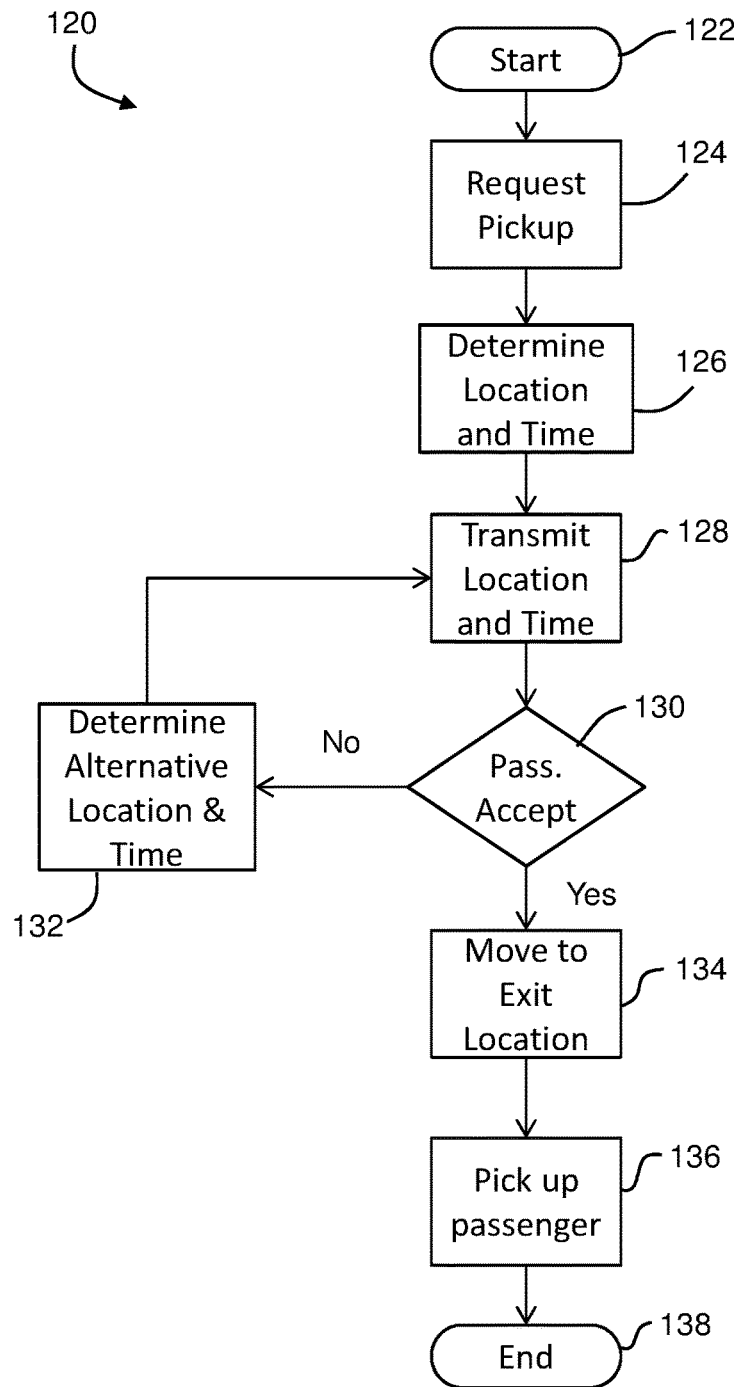 120
122
Start
124
Request
Pickup
126
Determine
Location
and Time
128
Transmit
Location
and Time
130
Pass.
Accept
No
Determine
Alternative
Location &
Time
132
Yes
Move to
Exit
Location
134
Pick up
passenger
136
End
138